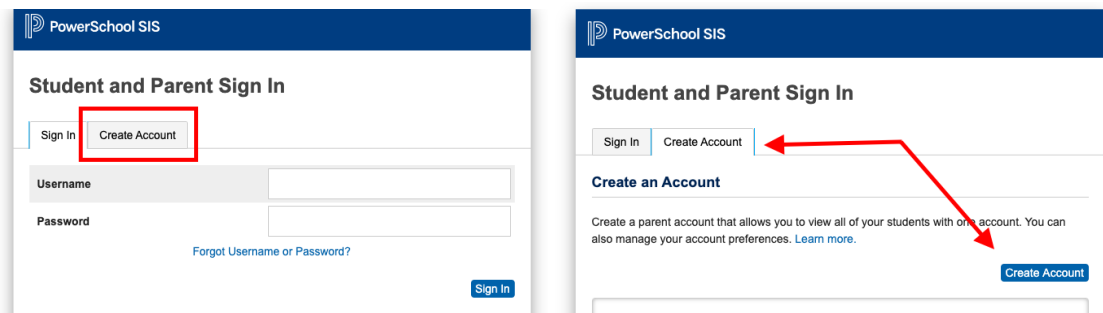 PowerSchool SIS
Student and Parent Sign In
Sign In
Create Account
Username
Password
Forgot Username or Password?
Sign In
PowerSchool SIS
Student and Parent Sign In
Sign In
Create Account
Create an Account
Create a parent account that allows you to view all of your students with one account. You can
also manage your account preferences. Learn more.
Create Account